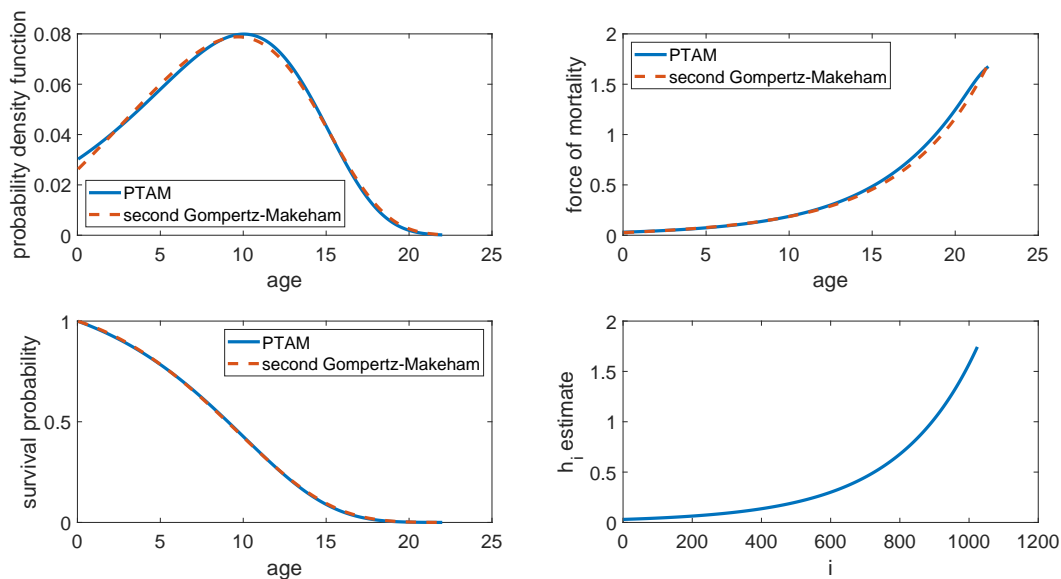 probability density function
0.08
0.06
0.04
0.02
0
0 5 10 15 20 25
age
PTAM
second Gompertz-Makeham
force of mortality
2
1.5
1
0.5
0
0 5 10 15 20 25
age
PTAM
second Gompertz-Makeham
survival probability
1
0.5
0
0 5 10 15 20 25
age
PTAM
second Gompertz-Makeham
h_i estimate
2
1.5
1
0.5
0
0 200 400 600 800 1000 1200
i